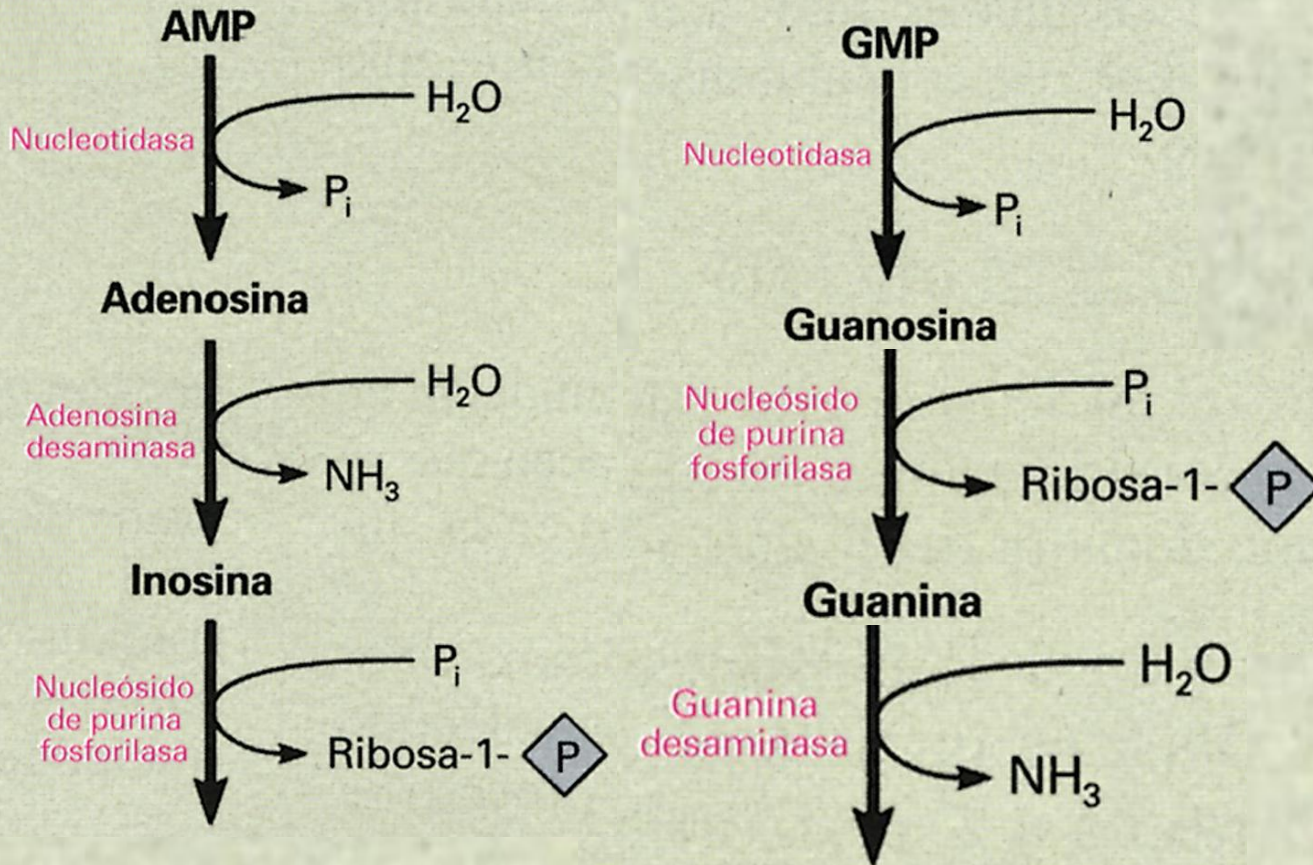 AMP
H₂O
Nucleotidasa
Pᵢ
Adenosina
H₂O
Adenosina
desaminasa
NH₃
Inosina
Pᵢ
Nucleósido
de purina
fosforilasa
Ribosa-1- P
GMP
H₂O
Nucleotidasa
Pᵢ
Guanosina
Pᵢ
Nucleósido
de purina
fosforilasa
Ribosa-1- P
Guanina
H₂O
Guanina
desaminasa
NH₃